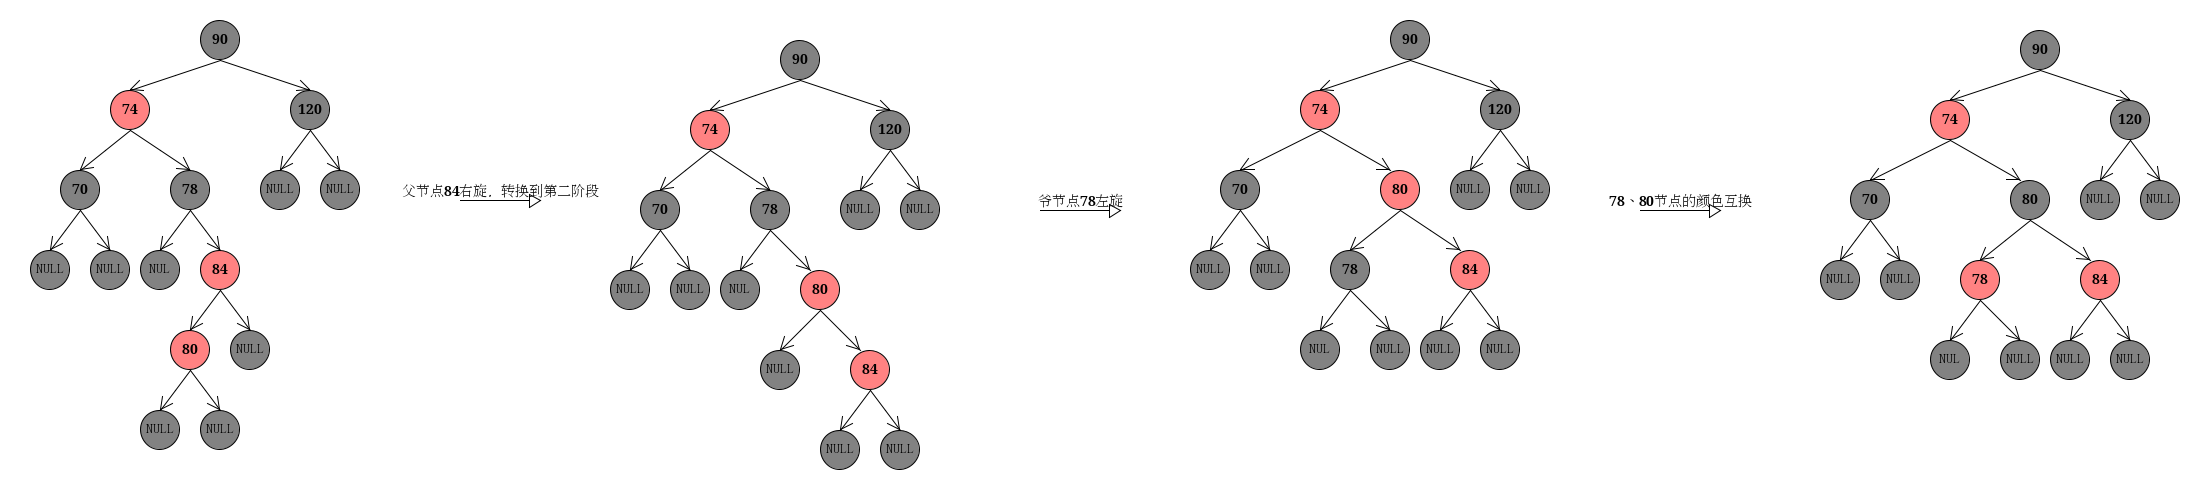 90
74 120
70 78 NULL NULL
NULL NULL NUL 84
80 NULL
NULL NULL
父节点84右旋．转换到第二阶段
90
74 120
70 78 NULL NULL
NULL NULL NUL 80
NULL 84
NULL NULL
爷节点78左旋
90
74 120
70 80 NULL NULL
NULL NULL 78 84
NUL NULL NULL NULL
78、80节点的颜色互换
90
74 120
70 80 NULL NULL
NULL NULL 78 84
NUL NULL NULL NULL